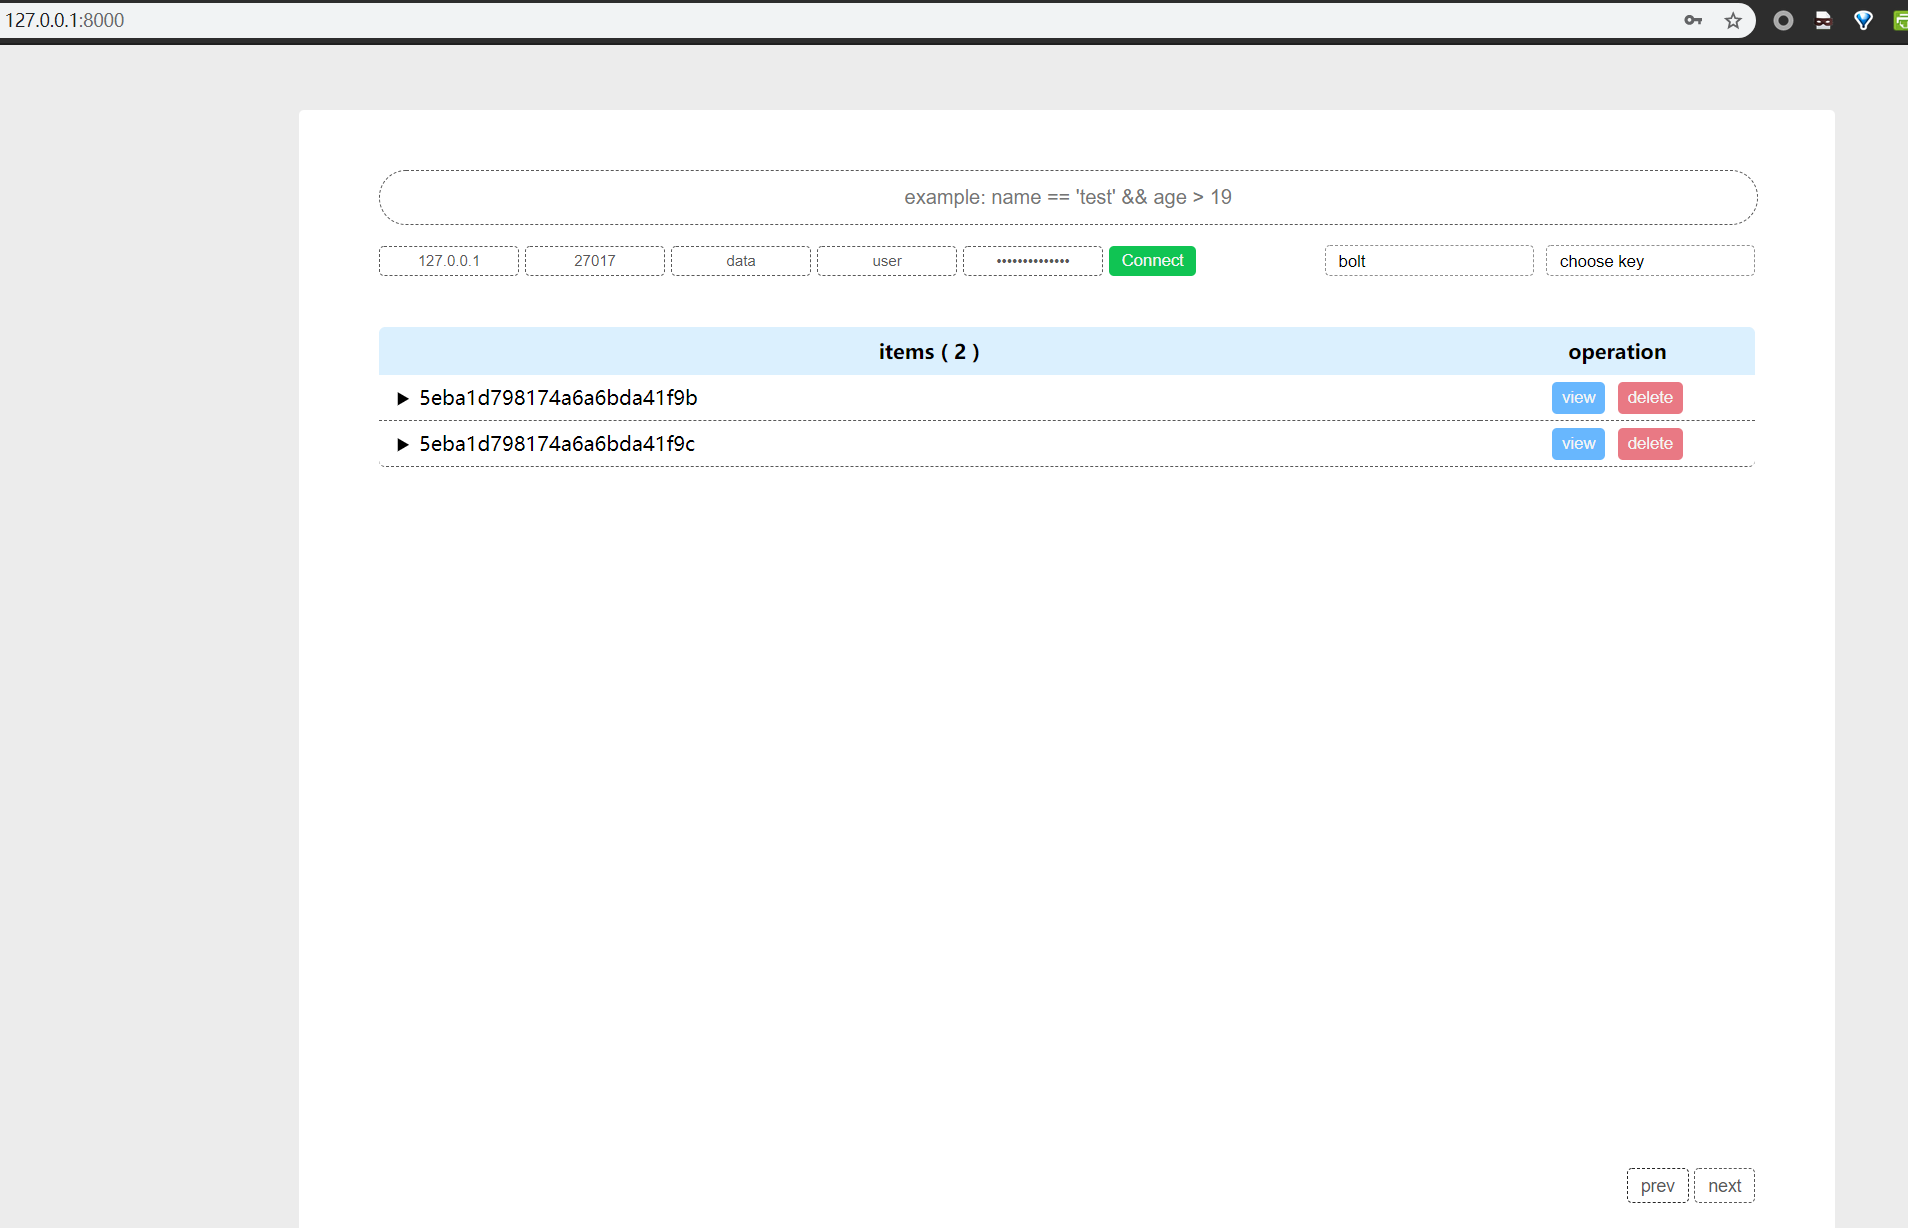 127.0.0.1:8000
example: name == 'test' && age > 19
127.0.0.1 27017 data user •••••••••••••• Connect bolt choose key
items ( 2 ) operation
5eba1d798174a6a6bda41f9b view delete
5eba1d798174a6a6bda41f9c view delete
prev next